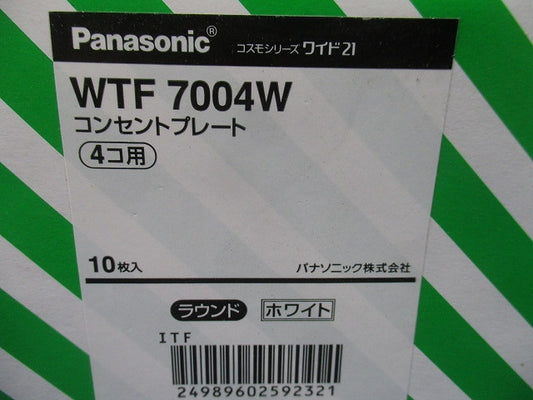 Panasonic® コスモシリーズ ワイド21
WTF 7004W
コンセントプレート
4コ用
10枚入 パナソニック株式会社
ラウンド ホワイト
ITF
24989602592321